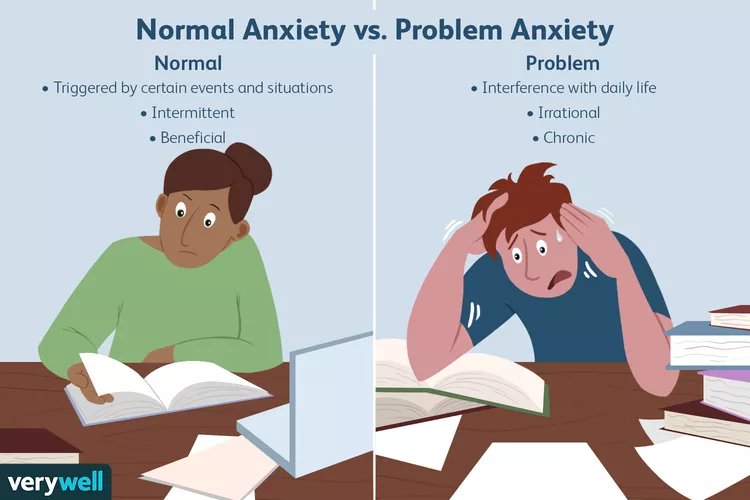 Normal Anxiety vs. Problem Anxiety
Normal
• Triggered by certain events and situations
• Intermittent
• Beneficial
Problem
• Interference with daily life
• Irrational
• Chronic
verywell